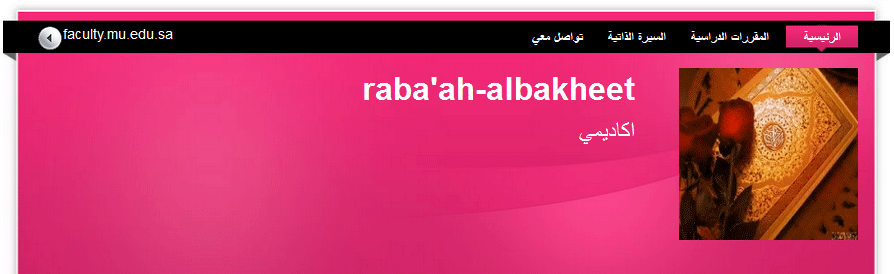 الرئيسية المقررات الدراسية السيرة الذاتية تواصل معي faculty.mu.edu.sa
raba'ah-albakheet
اكاديمي